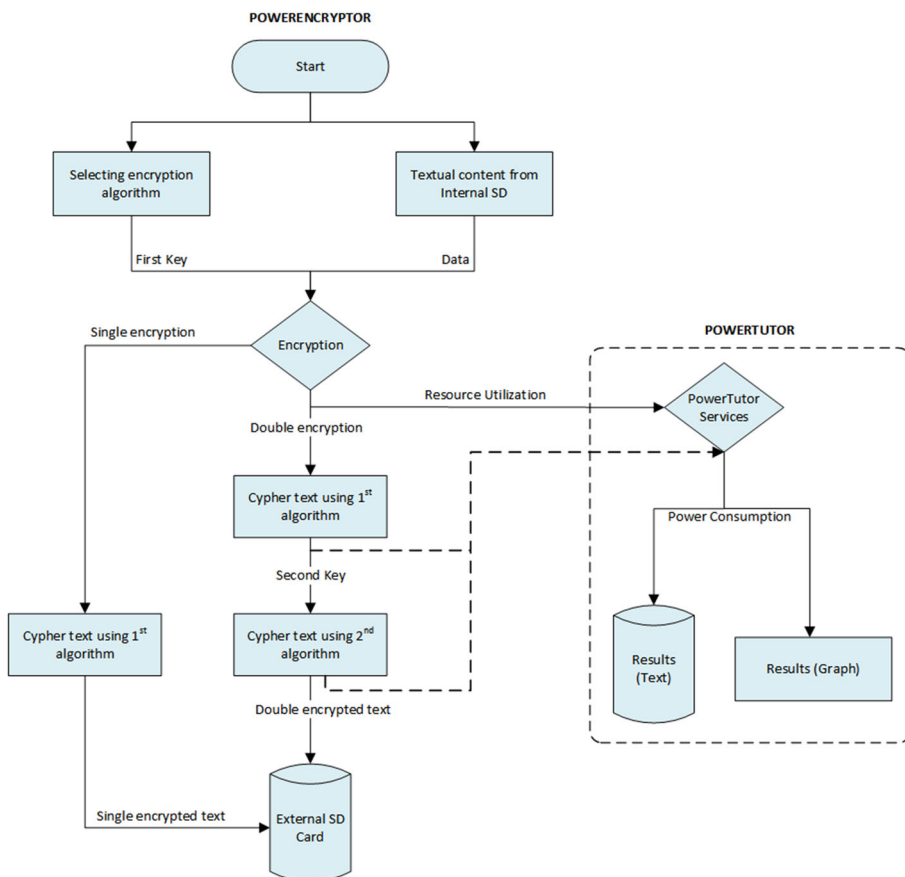 POWERENCRYPTOR
Start
Selecting encryption
algorithm
Textual content from
Internal SD
First Key
Data
Single encryption
Encryption
POWERTUTOR
Resource Utilization
PowerTutor
Services
Double encryption
Cypher text using 1st
algorithm
Power Consumption
Second Key
Cypher text using 1st
algorithm
Cypher text using 2nd
algorithm
Results
(Text)
Results (Graph)
Double encrypted text
Single encrypted text
External SD
Card